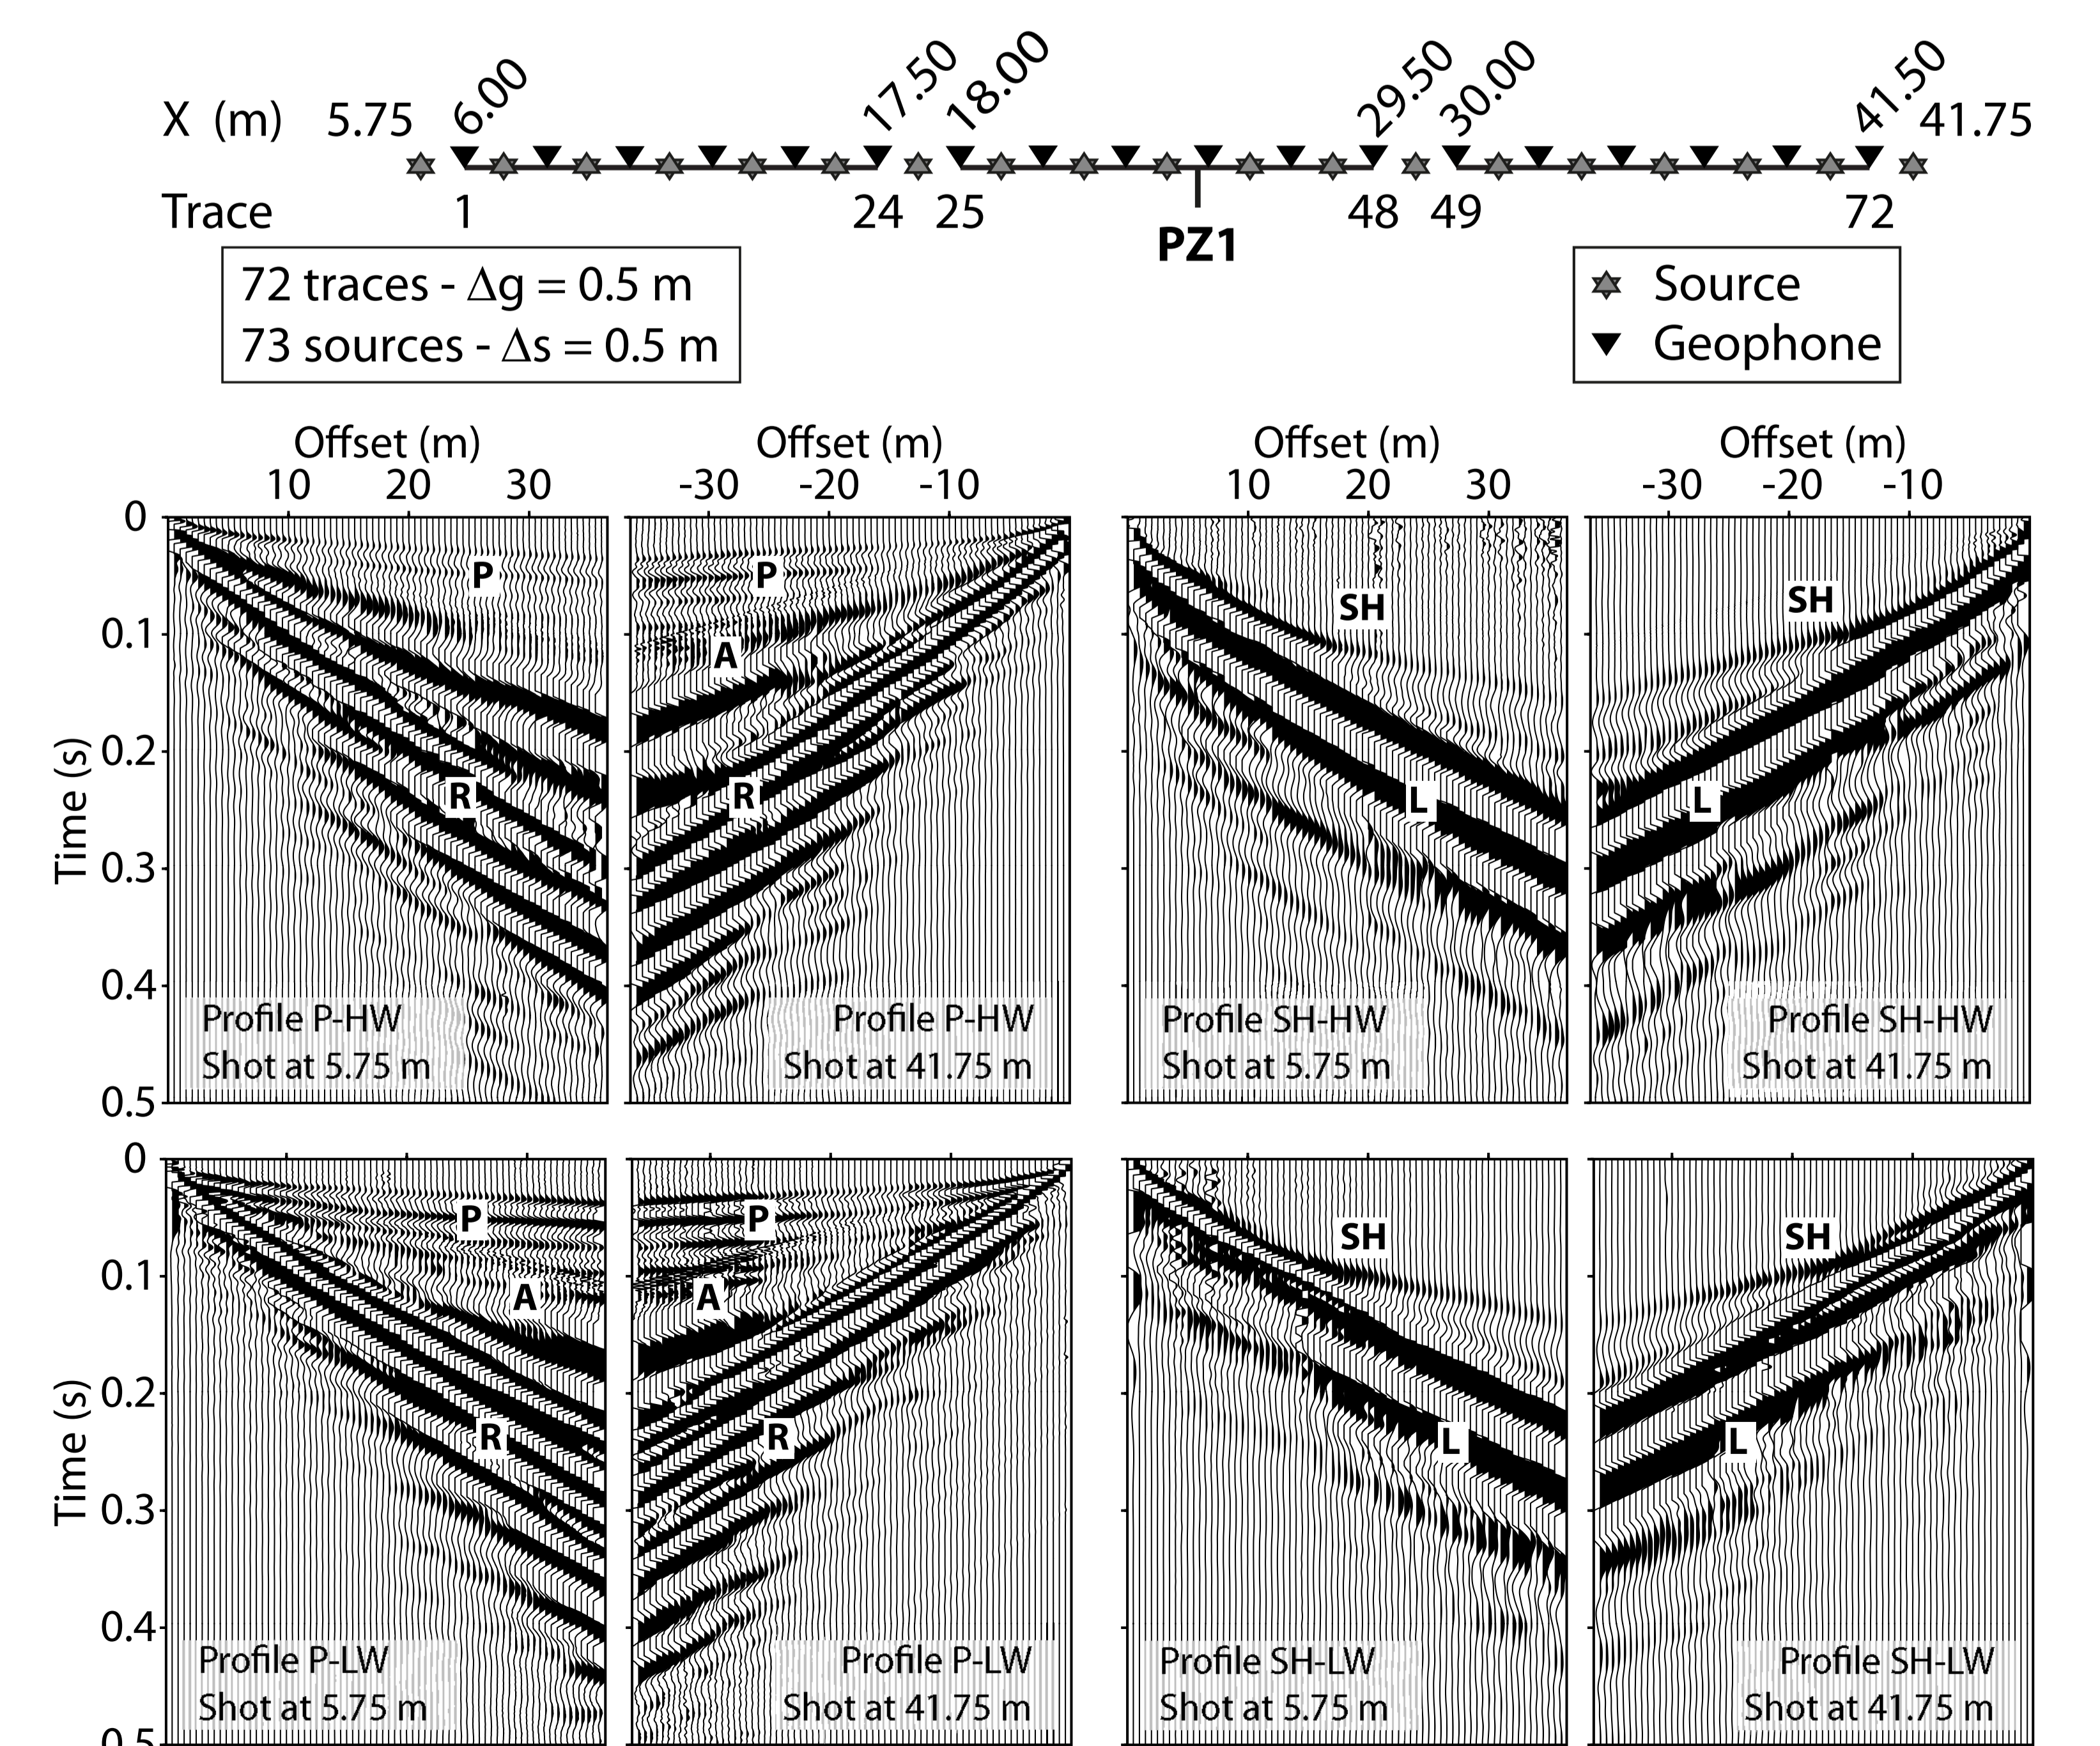 X (m) 5.75 6.00 17.50 18.00 29.50 30.00 41.50 41.75
Trace 1 24 25 48 49 72
PZ1
72 traces - Δg = 0.5 m
73 sources - Δs = 0.5 m
Source
Geophone
Offset (m) Offset (m) Offset (m) Offset (m)
10 20 30 -30 -20 -10 10 20 30 -30 -20 -10
0
P P SH SH
0.1
A
0.2
R R L L
Time (s)
0.3
0.4
Profile P-HW Profile P-HW Profile SH-HW Profile SH-HW
Shot at 5.75 m Shot at 41.75 m Shot at 5.75 m Shot at 41.75 m
0.5
0
P P SH SH
0.1
A A
0.2
R R L L
Time (s)
0.3
0.4
Profile P-LW Profile P-LW Profile SH-LW Profile SH-LW
Shot at 5.75 m Shot at 41.75 m Shot at 5.75 m Shot at 41.75 m
0.5